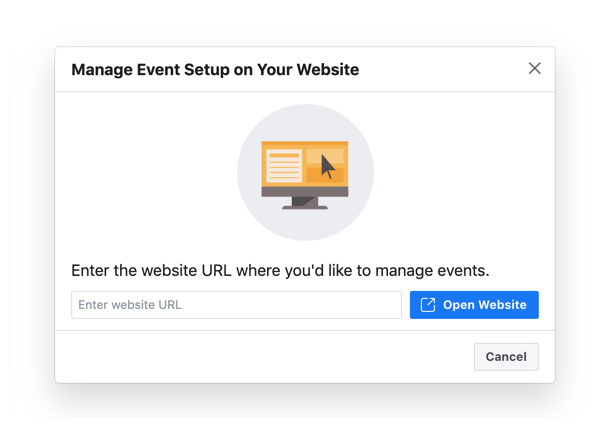 Manage Event Setup on Your Website
Enter the website URL where you'd like to manage events.
Enter website URL
Open Website
Cancel